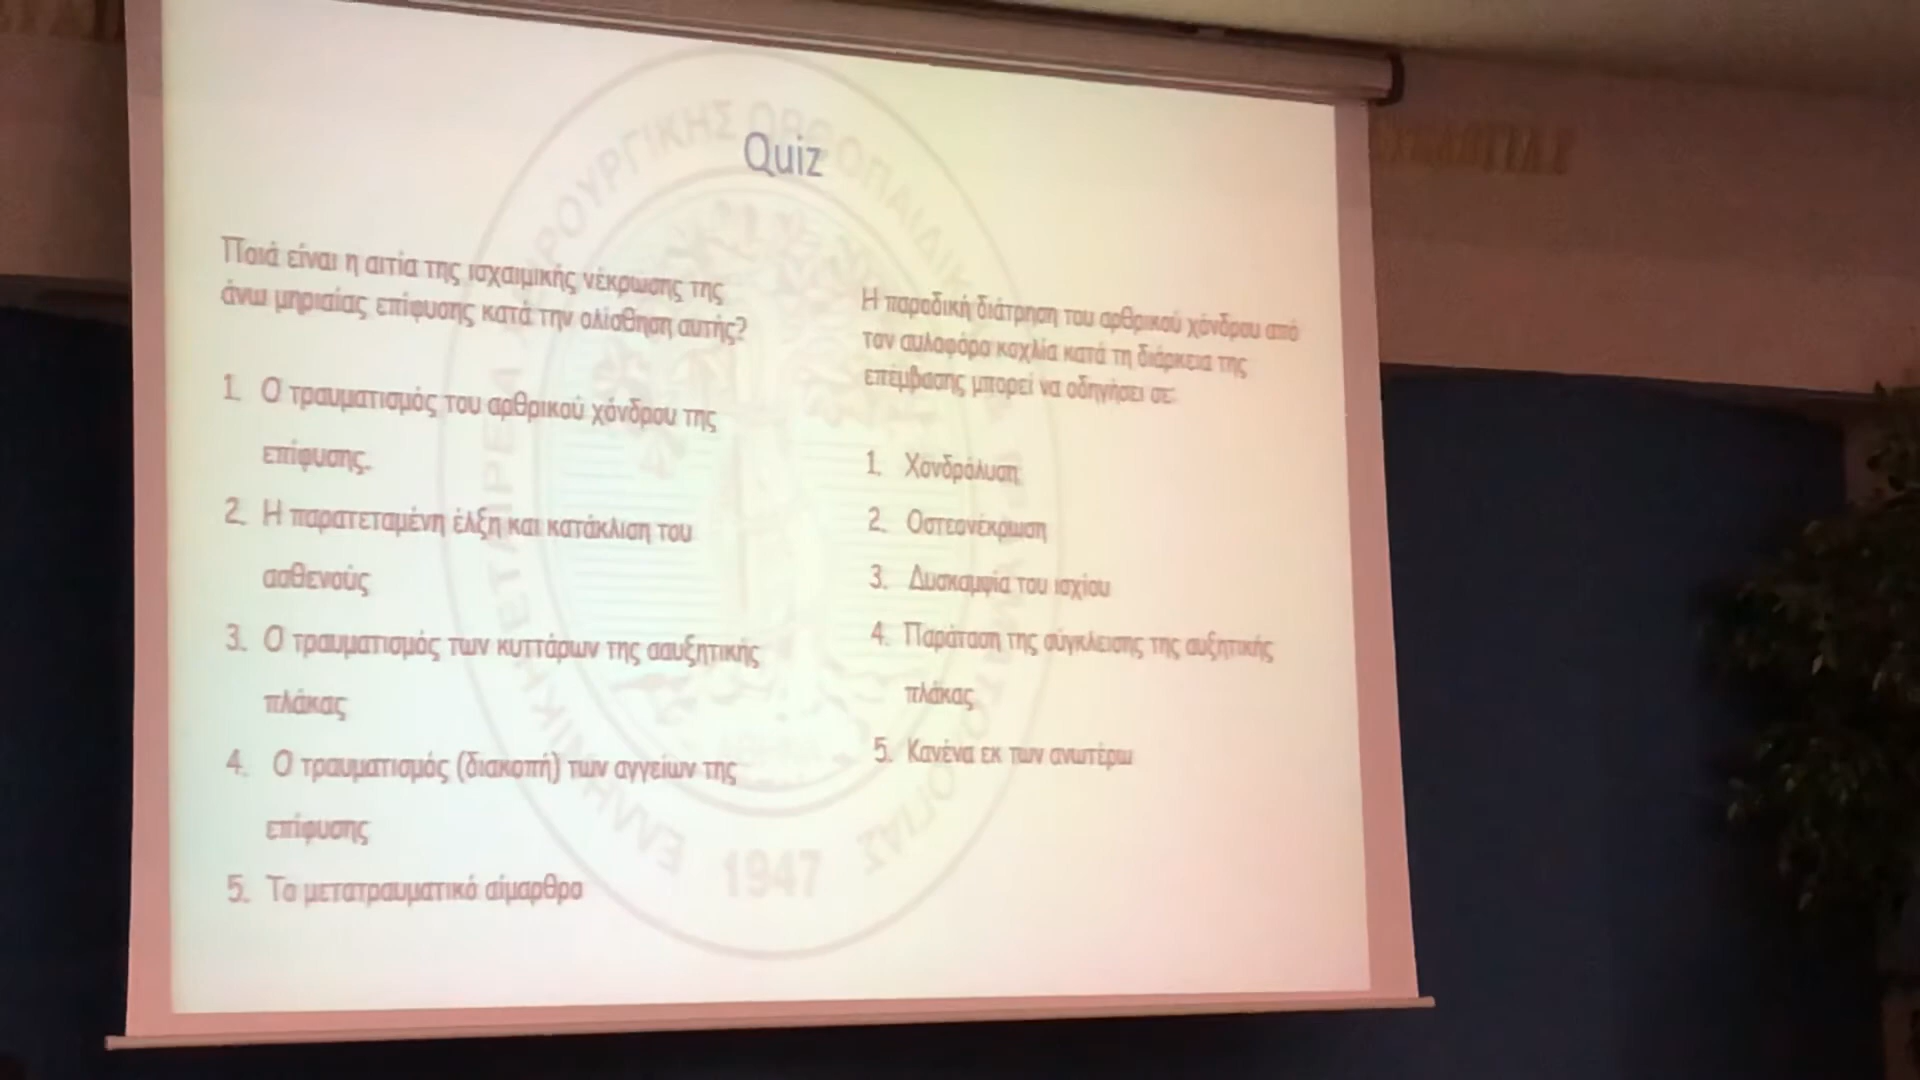 Quiz
Ποιά είναι η αιτία της ισχαιμικής νέκρωσης της
άνω μηριαίας επίφυσης κατά την ολίσθηση αυτής?
1. Ο τραυματισμός του αρθρικού χόνδρου της
επίφυσης.
2. Η παρατεταμένη έλξη και κατάκλιση του
ασθενούς
3. Ο τραυματισμός των κυττάρων της σαυξητικής
πλάκας
4. Ο τραυματισμός (διακοπή) των αγγείων της
επίφυσης
5. Το μετατραυματικό αίμαρθρο
Η παροδική διάτρηση του αρθρικού χόνδρου από
τον αυλοφόρο κοχλία κατά τη διάρκεια της
επέμβασης μπορεί να οδηγήσει σε:
1. Χονδρόλυση
2. Οστεονέκρωση
3. Δυσκαμψία του ισχίου
4. Παράταση της σύγκλεισης της αυξητικής
πλάκας
5. Κανένα εκ των ανωτέρω
1947